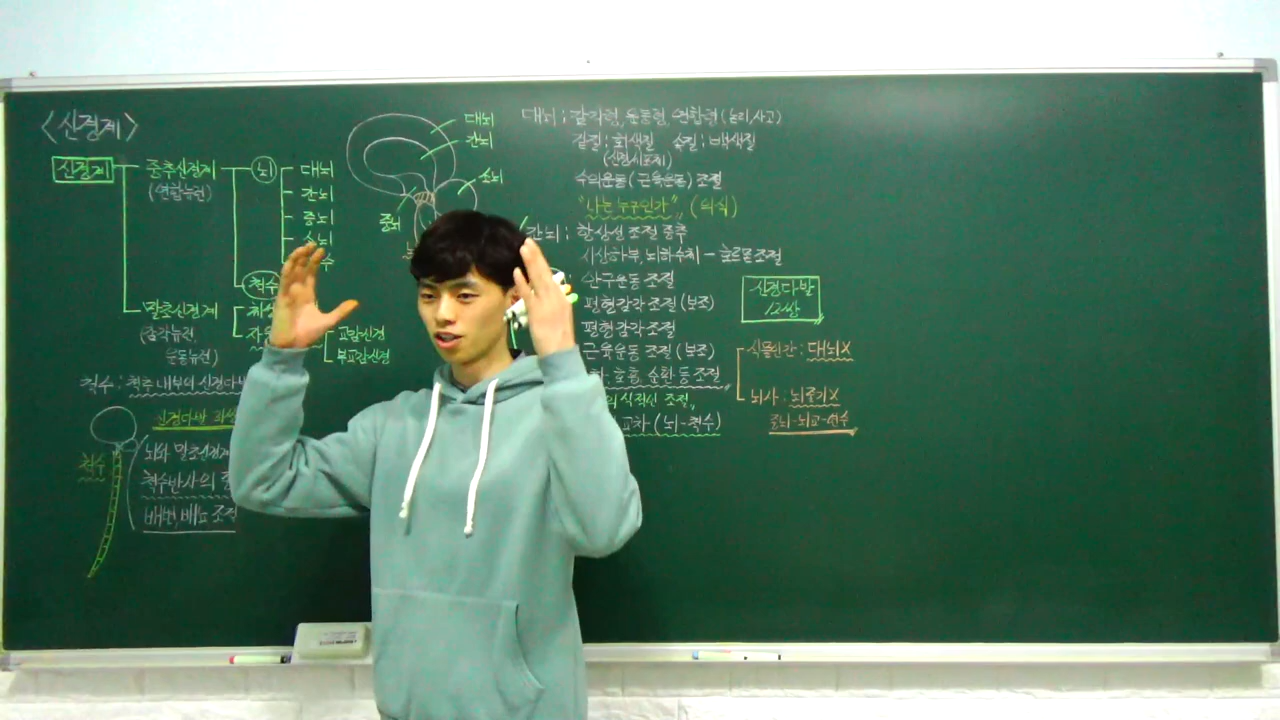 <신경계>
신경계
중추신경계
(연합뉴런)
뇌
대뇌
간뇌
중뇌
소뇌
수
척수
말초신경계
(감각뉴런,
운동뉴런)
체성
자율
교감신경
부교감신경
척수 : 척추 내부의 신경다발
신경다발 31쌍
척수
뇌와 말초신경계
척수반사의 중
배변, 배뇨 조절
대뇌
간뇌
소뇌
중뇌
대뇌 : 감각령, 운동령, 연합령 (논리, 사고)
겉질 : 회색질 속질 : 백색질
(신경세포체)
수의운동 (근육운동) 조절
"나는 누구인가" (의식)
간뇌 : 항상성 조절 중추
시상하부, 뇌하수체 - 호르몬 조절
안구운동 조절
평형감각 조절 (보조)
평형감각 조절
근육운동 조절 (보조)
호흡, 순환 등 조절
의 식적신 조절
교차 (뇌-척수)
신경다발
12쌍
식물인간 : 대뇌X
뇌사 : 뇌줄기X
중뇌-뇌교-연수